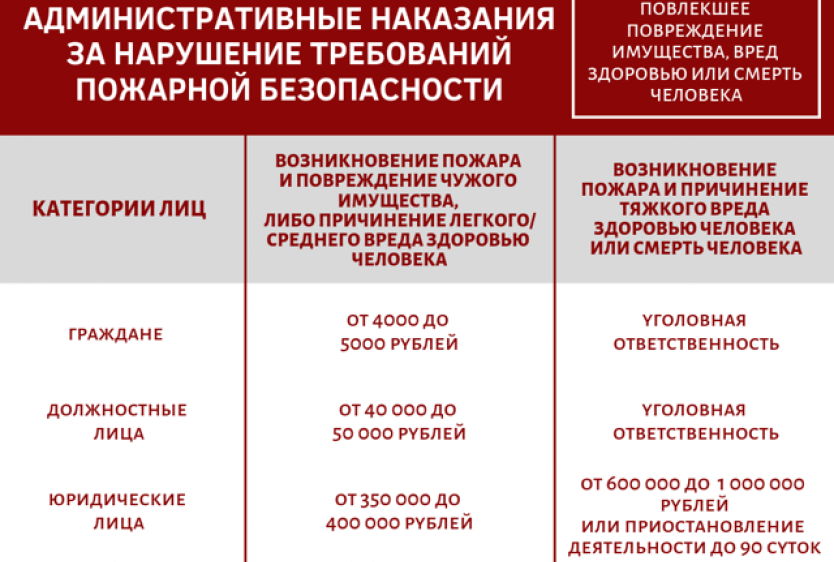 АДМИНИСТРАТИВНЫЕ НАКАЗАНИЯ
ЗА НАРУШЕНИЕ ТРЕБОВАНИЙ
ПОЖАРНОЙ БЕЗОПАСНОСТИ
ПОВЛЕКШЕЕ
ПОВРЕЖДЕНИЕ
ИМУЩЕСТВА, ВРЕД
ЗДОРОВЬЮ ИЛИ СМЕРТЬ
ЧЕЛОВЕКА
КАТЕГОРИИ ЛИЦ
ВОЗНИКНОВЕНИЕ ПОЖАРА
И ПОВРЕЖДЕНИЕ ЧУЖОГО
ИМУЩЕСТВА,
ЛИБО ПРИЧИНЕНИЕ ЛЕГКОГО/
СРЕДНЕГО ВРЕДА ЗДОРОВЬЮ
ЧЕЛОВЕКА
ВОЗНИКНОВЕНИЕ
ПОЖАРА И ПРИЧИНЕНИЕ
ТЯЖКОГО ВРЕДА
ЗДОРОВЬЮ ЧЕЛОВЕКА
ИЛИ СМЕРТЬ ЧЕЛОВЕКА
ГРАЖДАНЕ
ОТ 4000 ДО
5000 РУБЛЕЙ
УГОЛОВНАЯ
ОТВЕТСТВЕННОСТЬ
ДОЛЖНОСТНЫЕ
ЛИЦА
ОТ 40 000 ДО
50 000 РУБЛЕЙ
УГОЛОВНАЯ
ОТВЕТСТВЕННОСТЬ
ЮРИДИЧЕСКИЕ
ЛИЦА
ОТ 350 000 ДО
400 000 РУБЛЕЙ
ОТ 600 000 ДО 1 000 000
РУБЛЕЙ
ИЛИ ПРИОСТАНОВЛЕНИЕ
ДЕЯТЕЛЬНОСТИ ДО 90 СУТОК